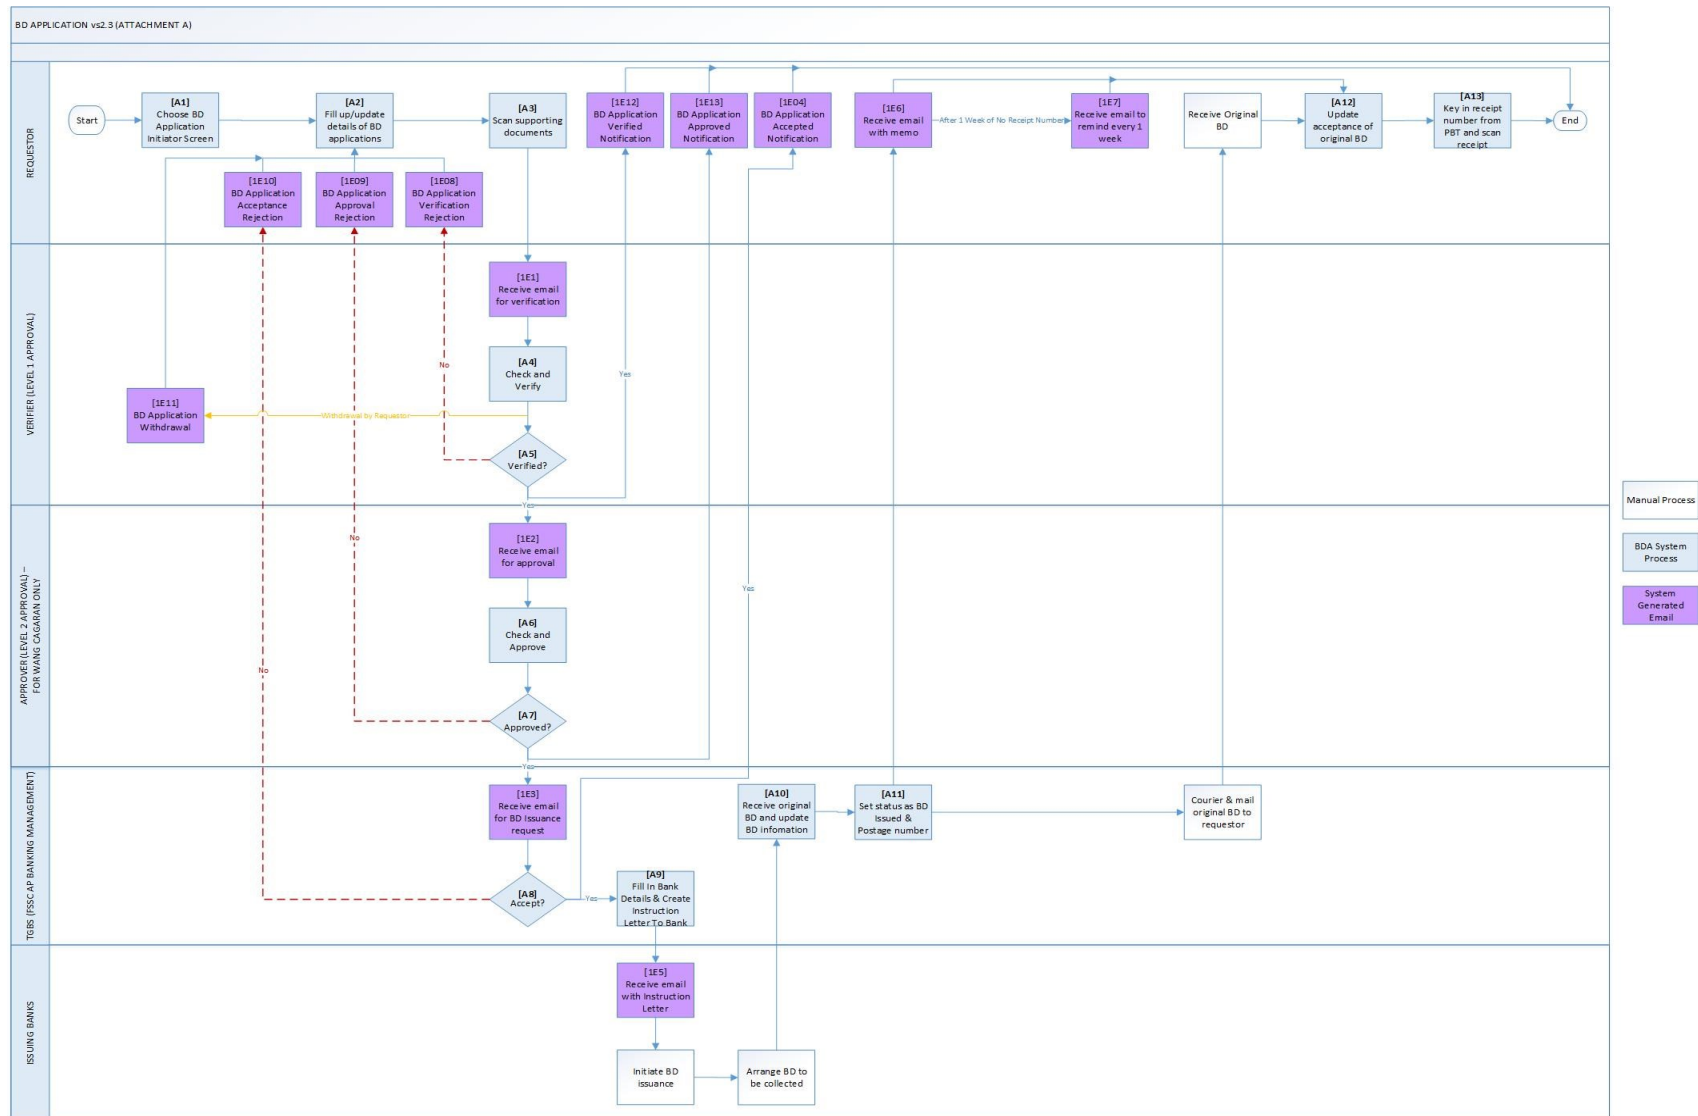 BD APPLICATION vs2.3 (ATTACHMENT A)
REQUESTOR
Start
[A1]
Choose BD
Application
Initiator Screen
[A2]
Fill up/update
details of BD
applications
[A3]
Scan supporting
documents
[1E12]
BD Application
Verified
Notification
[1E13]
BD Application
Approved
Notification
[1E04]
BD Application
Accepted
Notification
[1E6]
Receive email
with memo
After 1 Week of No Receipt Number
[1E7]
Receive email to
remind every 1
week
Receive Original
BD
[A12]
Update
acceptance of
original BD
[A13]
Key in receipt
number from
PBT and scan
receipt
End
[1E10]
BD Application
Acceptance
Rejection
[1E09]
BD Application
Approval
Rejection
[1E08]
BD Application
Verification
Rejection
VERIFIER (LEVEL 1 APPROVAL)
[1E1]
Receive email
for verification
[A4]
Check and
Verify
No
Yes
[1E11]
BD Application
Withdrawal
Withdrawal by Requestor
[A5]
Verified?
Yes
APPROVER (LEVEL 2 APPROVAL) –
FOR WANG CAGARAN ONLY
[1E2]
Receive email
for approval
No
[A6]
Check and
Approve
Yes
No
[A7]
Approved?
Yes
Manual Process
BDA System
Process
System
Generated
Email
TGBS (FSSC AP BANKING MANAGEMENT)
[1E3]
Receive email
for BD Issuance
request
[A10]
Receive original
BD and update
BD infomation
[A11]
Set status as BD
Issued &
Postage number
Courier & mail
original BD to
requestor
[A8]
Accept?
Yes
[A9]
Fill In Bank
Details & Create
Instruction
Letter To Bank
ISSUING BANKS
[1E5]
Receive email
with Instruction
Letter
Initiate BD
issuance
Arrange BD to
be collected